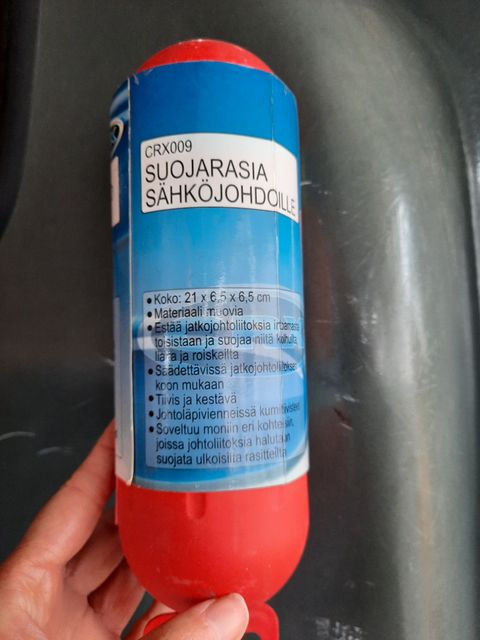 CRX009
SUOJARASIA
SÄHKÖJOHDOILLE
• Koko: 21 x 6,5 x 6,5 cm
• Materiaali muovia
• Estää jatkojohtoliitoksia irtoamasta
toisistaan ja suojaa niitä kolhuilta,
lialta ja roiskeilta
• Säädettävissä jatkojohtoliitoksen
koon mukaan
• Tiivis ja kestävä
• Johtoläpivienneissä kumitiivisteet
• Soveltuu moniin eri kohteisiin,
joissa johtoliitoksia halutaan
suojata ulkoisilta rasitteilta